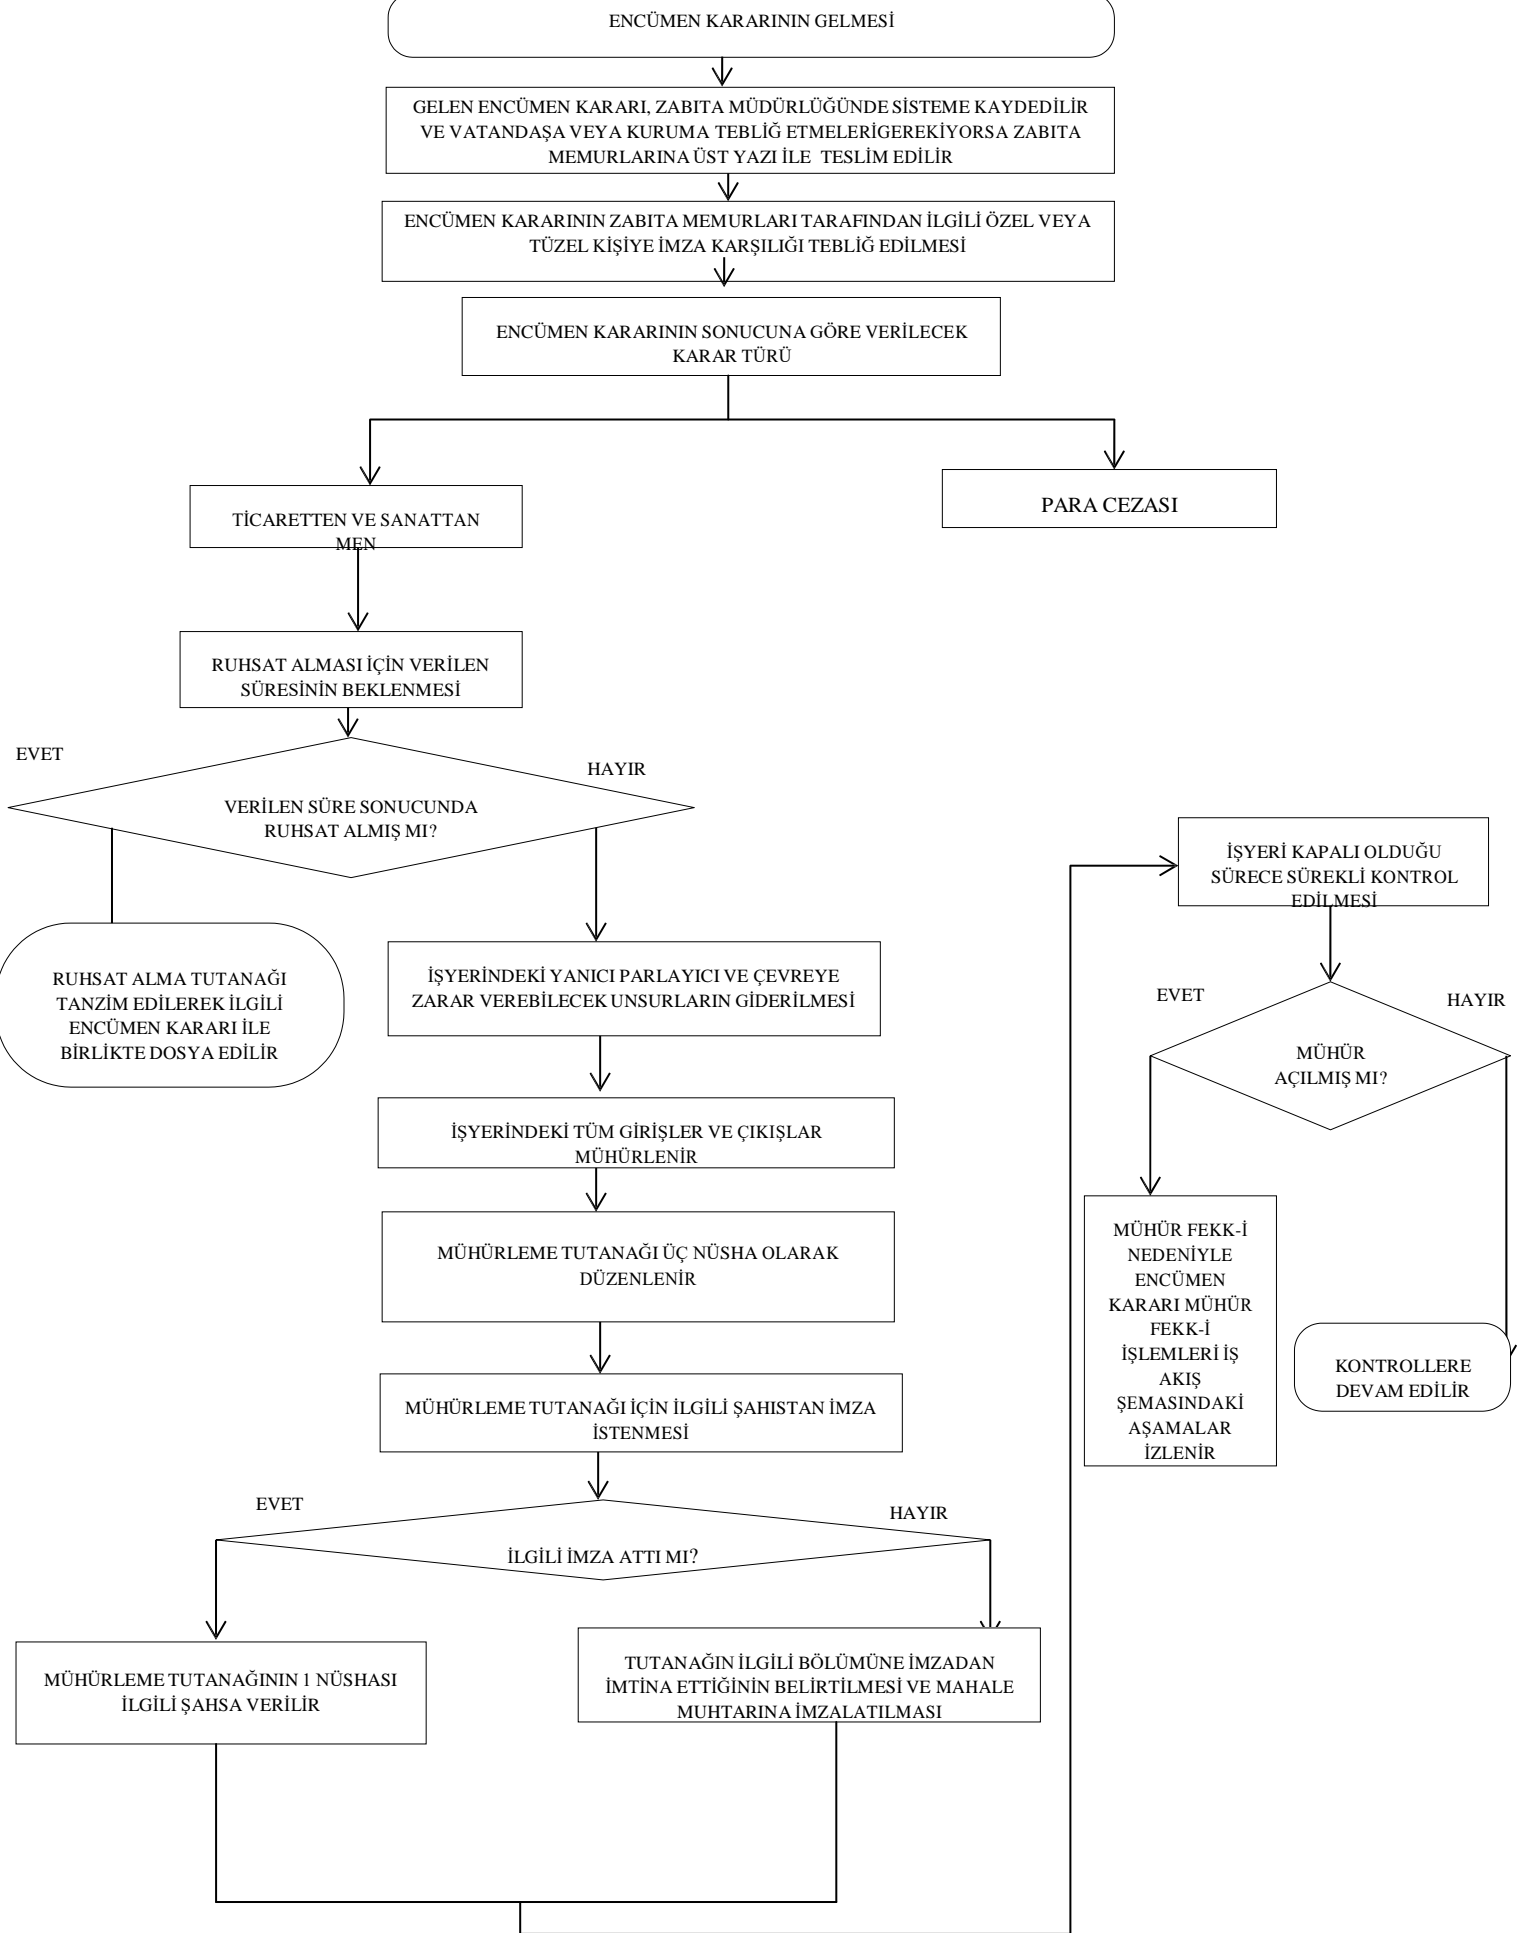 ENCÜMEN KARARININ GELMESİ
GELEN ENCÜMEN KARARI, ZABITA MÜDÜRLÜĞÜNDE SİSTEME KAYDEDİLİR
VE VATANDAŞA VEYA KURUMA TEBLİĞ ETMELERİGEREKİYORSA ZABITA
MEMURLARINA ÜST YAZI İLE TESLİM EDİLİR
ENCÜMEN KARARININ ZABITA MEMURLARI TARAFINDAN İLGİLİ ÖZEL VEYA
TÜZEL KİŞİYE İMZA KARŞILIĞI TEBLİĞ EDİLMESİ
ENCÜMEN KARARININ SONUCUNA GÖRE VERİLECEK
KARAR TÜRÜ
TİCARETTEN VE SANATTAN
MEN
PARA CEZASI
RUHSAT ALMASI İÇİN VERİLEN
SÜRESİNİN BEKLENMESİ
EVET
HAYIR
VERİLEN SÜRE SONUCUNDA
RUHSAT ALMIŞ MI?
RUHSAT ALMA TUTANAĞI
TANZİM EDİLEREK İLGİLİ
ENCÜMEN KARARI İLE
BİRLİKTE DOSYA EDİLİR
İŞYERİNDEKİ YANICI PARLAYICI VE ÇEVREYE
ZARAR VEREBİLECEK UNSURLARIN GİDERİLMESİ
İŞYERİNDEKİ TÜM GİRİŞLER VE ÇIKIŞLAR
MÜHÜRLENİR
MÜHÜRLEME TUTANAĞI ÜÇ NÜSHA OLARAK
DÜZENLENİR
MÜHÜRLEME TUTANAĞI İÇİN İLGİLİ ŞAHISTAN İMZA
İSTENMESİ
EVET
HAYIR
İLGİLİ İMZA ATTI MI?
MÜHÜRLEME TUTANAĞININ 1 NÜSHASI
İLGİLİ ŞAHSA VERİLİR
TUTANAĞIN İLGİLİ BÖLÜMÜNE İMZADAN
İMTİNA ETTİĞİNİN BELİRTİLMESİ VE MAHALE
MUHTARINA İMZALATILMASI
İŞYERİ KAPALI OLDUĞU
SÜRECE SÜREKLİ KONTROL
EDİLMESİ
EVET
HAYIR
MÜHÜR
AÇILMIŞ MI?
MÜHÜR FEKK-İ
NEDENİYLE
ENCÜMEN
KARARI MÜHÜR
FEKK-İ
İŞLEMLERİ İŞ
AKIŞ
ŞEMASINDAKİ
AŞAMALAR
İZLENİR
KONTROLLERE
DEVAM EDİLİR